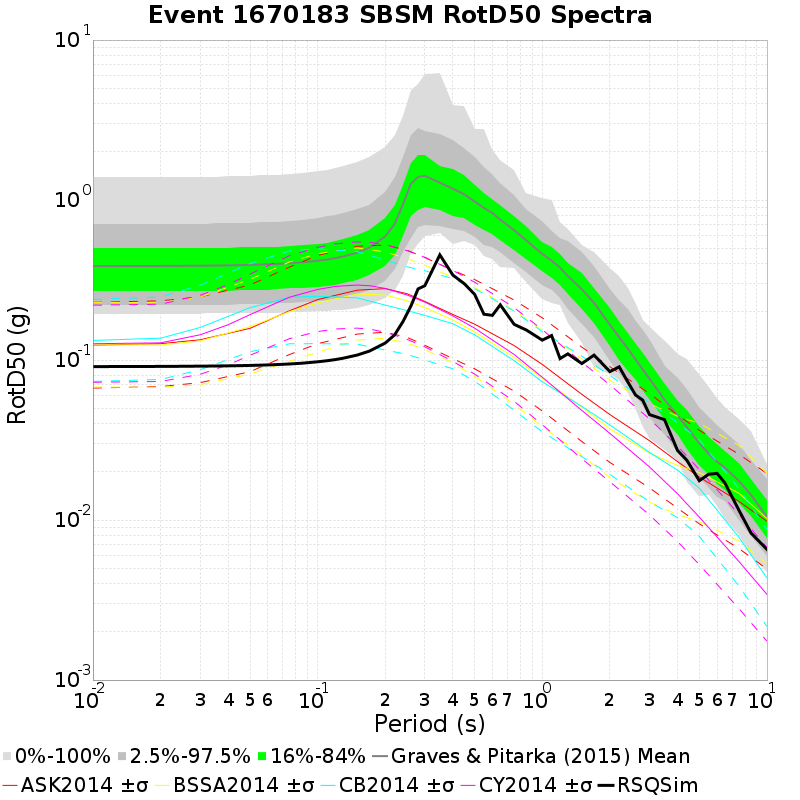 Event 1670183 SBSM RotD50 Spectra
10^1
10^0
10^-1
10^-2
10^-3
RotD50 (g)
10^-2 2 3 4 5 6 10^-1 2 3 4 5 6 7 10^0 2 3 4 5 6 7 10^1
Period (s)
0%-100% 2.5%-97.5% 16%-84% Graves & Pitarka (2015) Mean
ASK2014 ±σ BSSA2014 ±σ CB2014 ±σ CY2014 ±σ RSQSim